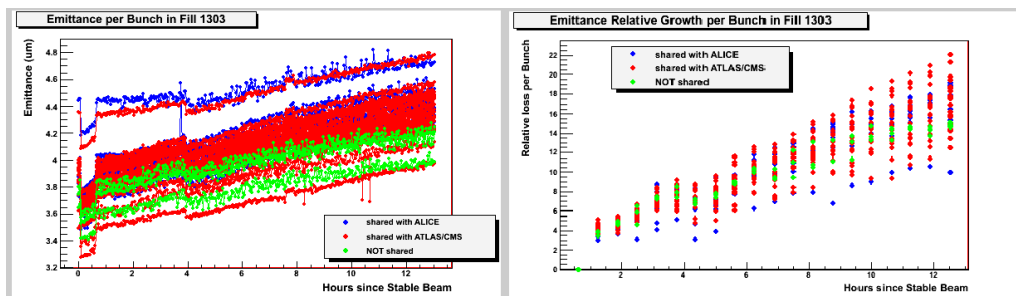 Emittance per Bunch in Fill 1303
Emittance (um)
4.8
4.6
4.4
4.2
4
3.8
3.6
3.4
3.2
0
2
4
6
8
10
12
shared with ALICE
shared with ATLAS/CMS
NOT shared
Hours since Stable Beam
Emittance Relative Growth per Bunch in Fill 1303
Relative loss per Bunch
22
20
18
16
14
12
10
8
6
4
2
0
2
4
6
8
10
12
shared with ALICE
shared with ATLAS/CMS
NOT shared
Hours since Stable Beam